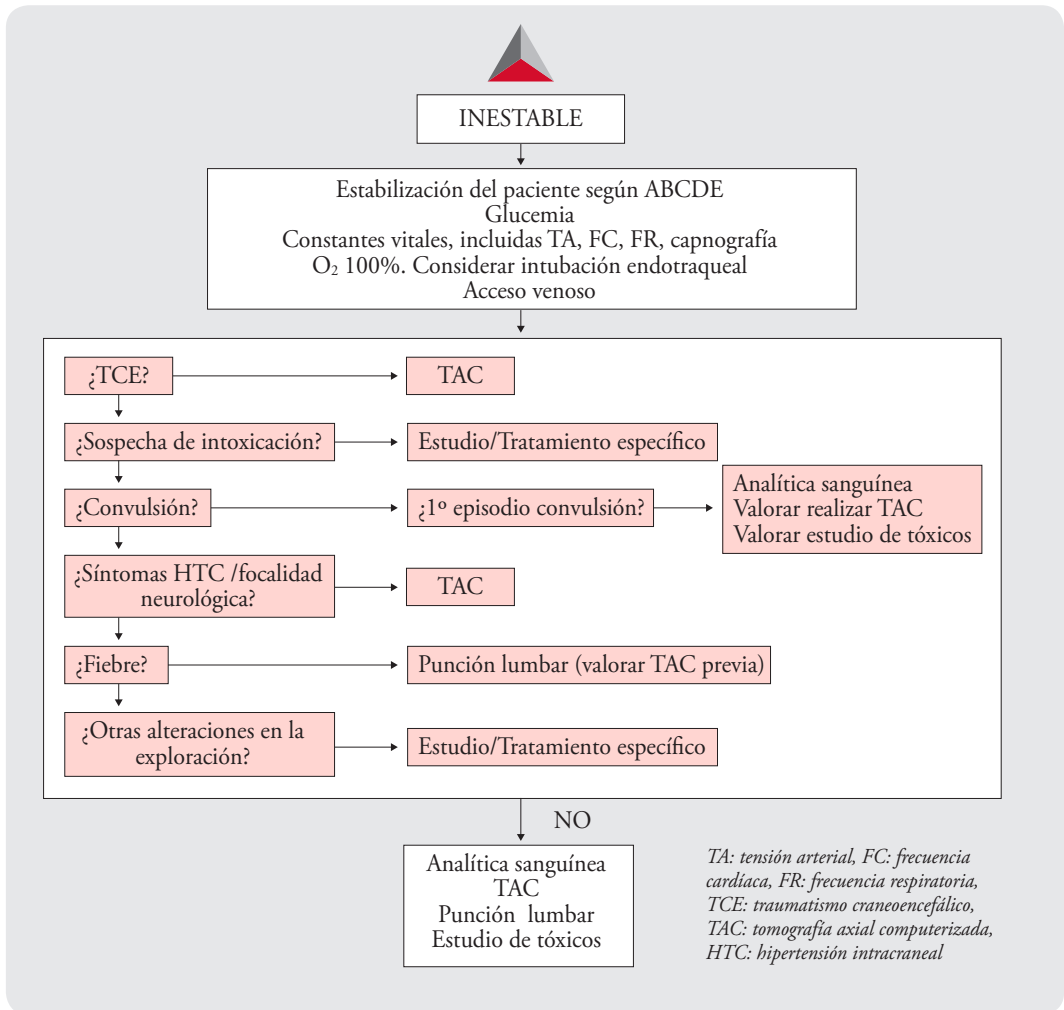 INESTABLE
Estabilización del paciente según ABCDE
Glucemia
Constantes vitales, incluidas TA, FC, FR, capnografía
O₂ 100%. Considerar intubación endotraqueal
Acceso venoso
¿TCE?
TAC
¿Sospecha de intoxicación?
Estudio/Tratamiento específico
¿Convulsión?
¿1º episodio convulsión?
Analítica sanguínea
Valorar realizar TAC
Valorar estudio de tóxicos
¿Síntomas HTC /focalidad
neurológica?
TAC
¿Fiebre?
Punción lumbar (valorar TAC previa)
¿Otras alteraciones en la
exploración?
Estudio/Tratamiento específico
NO
Analítica sanguínea
TAC
Punción lumbar
Estudio de tóxicos
TA: tensión arterial, FC: frecuencia
cardíaca, FR: frecuencia respiratoria,
TCE: traumatismo craneoencefálico,
TAC: tomografía axial computerizada,
HTC: hipertensión intracraneal